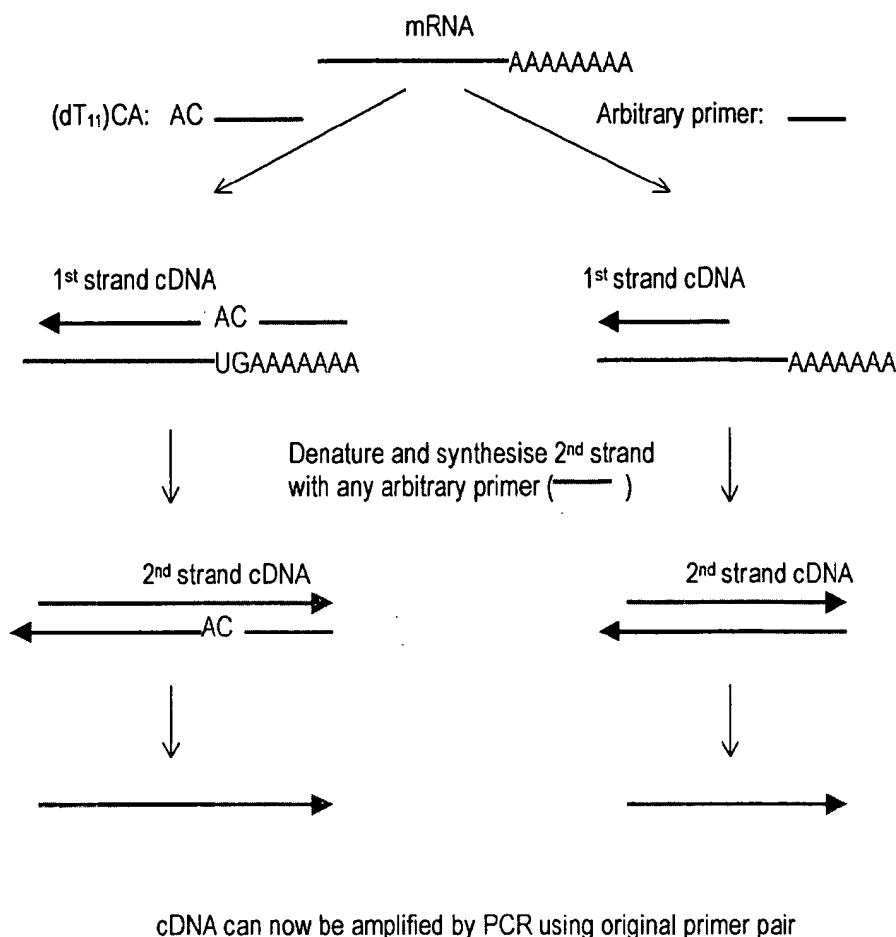 mRNA
AAAAAAAA
(dT₁₁)CA: AC
Arbitrary primer:
1st strand cDNA
1st strand cDNA
AC
UGAAAAAAA
AAAAAAA
Denature and synthesise 2nd strand
with any arbitrary primer ( )
2nd strand cDNA
2nd strand cDNA
AC
cDNA can now be amplified by PCR using original primer pair